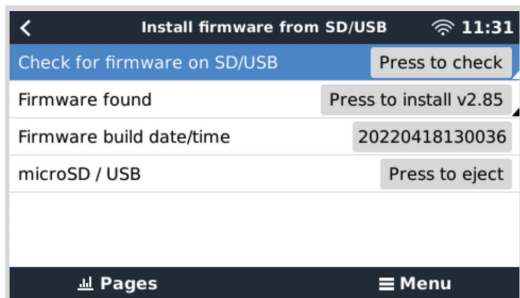 Install firmware from SD/USB 11:31
Check for firmware on SD/USB Press to check
Firmware found Press to install v2.85
Firmware build date/time 20220418130036
microSD / USB Press to eject
Pages Menu